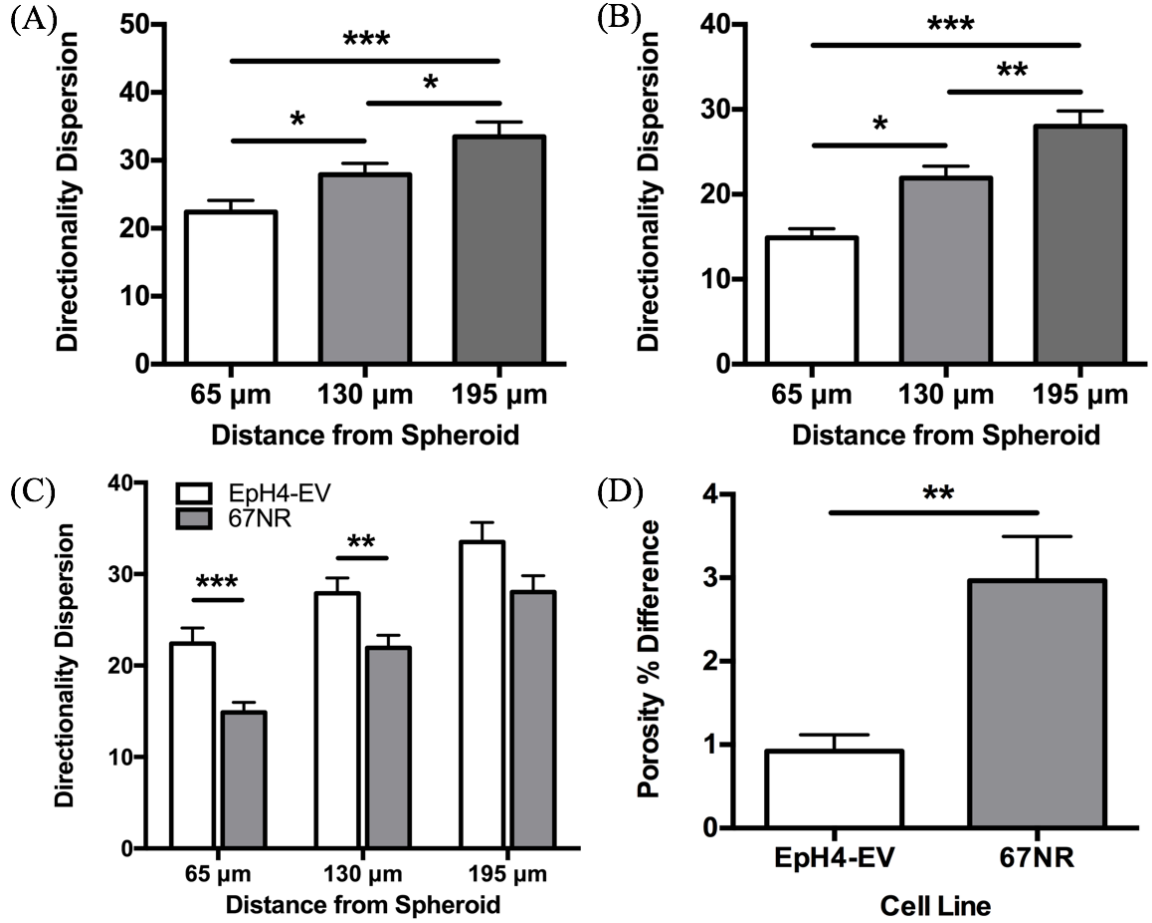 (A)
Directionality Dispersion
50
40
30
20
10
0
***
*
*
65 µm 130 µm 195 µm
Distance from Spheroid
(B)
Directionality Dispersion
40
30
20
10
0
***
**
*
65 µm 130 µm 195 µm
Distance from Spheroid
(C)
Directionality Dispersion
40
30
20
10
0
EpH4-EV
67NR
***
**
65 µm 130 µm 195 µm
Distance from Spheroid
(D)
Porosity % Difference
4
3
2
1
0
**
EpH4-EV 67NR
Cell Line